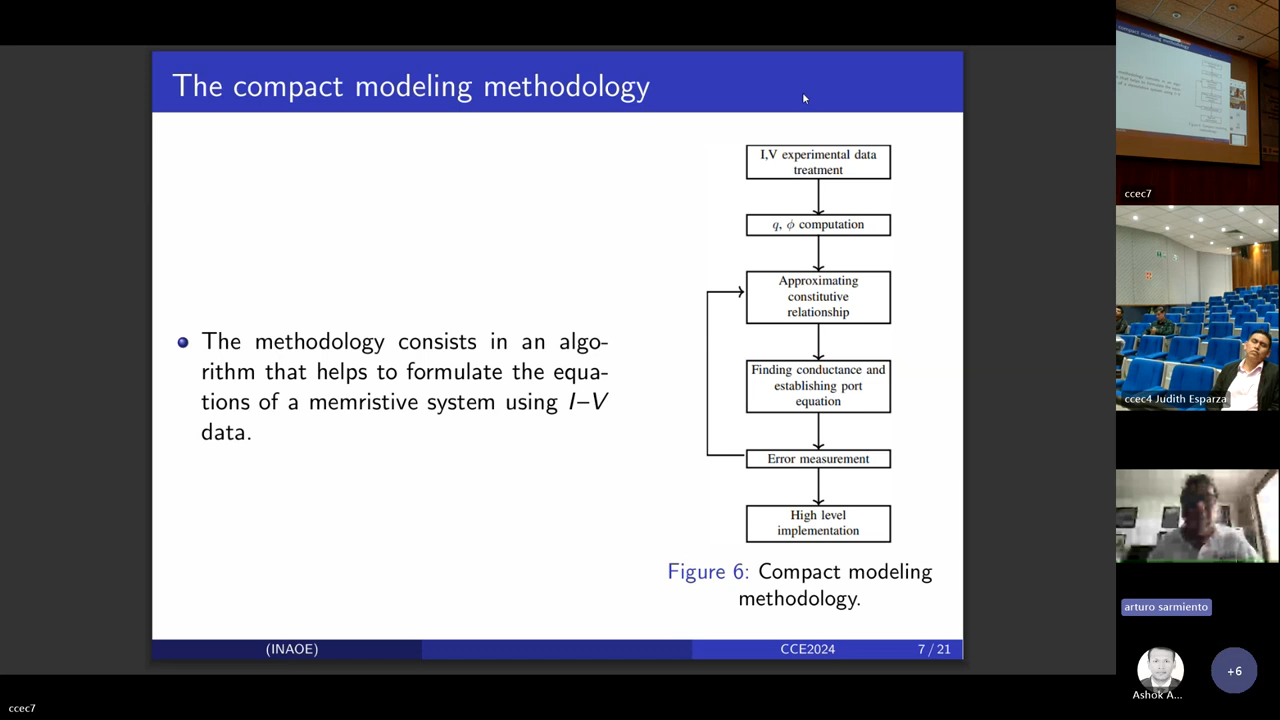 The compact modeling methodology
The methodology consists in an algo-
rithm that helps to formulate the equa-
tions of a memristive system using I–V
data.
I,V experimental data
treatment
q, ϕ computation
Approximating
constitutive
relationship
Finding conductance and
establishing port
equation
Error measurement
High level
implementation
Figure 6: Compact modeling
methodology.
(INAOE)
CCE2024
7 / 21
ccec7
ccec4 Judith Esparza
arturo sarmiento
Ashok A...
+6
ccec7